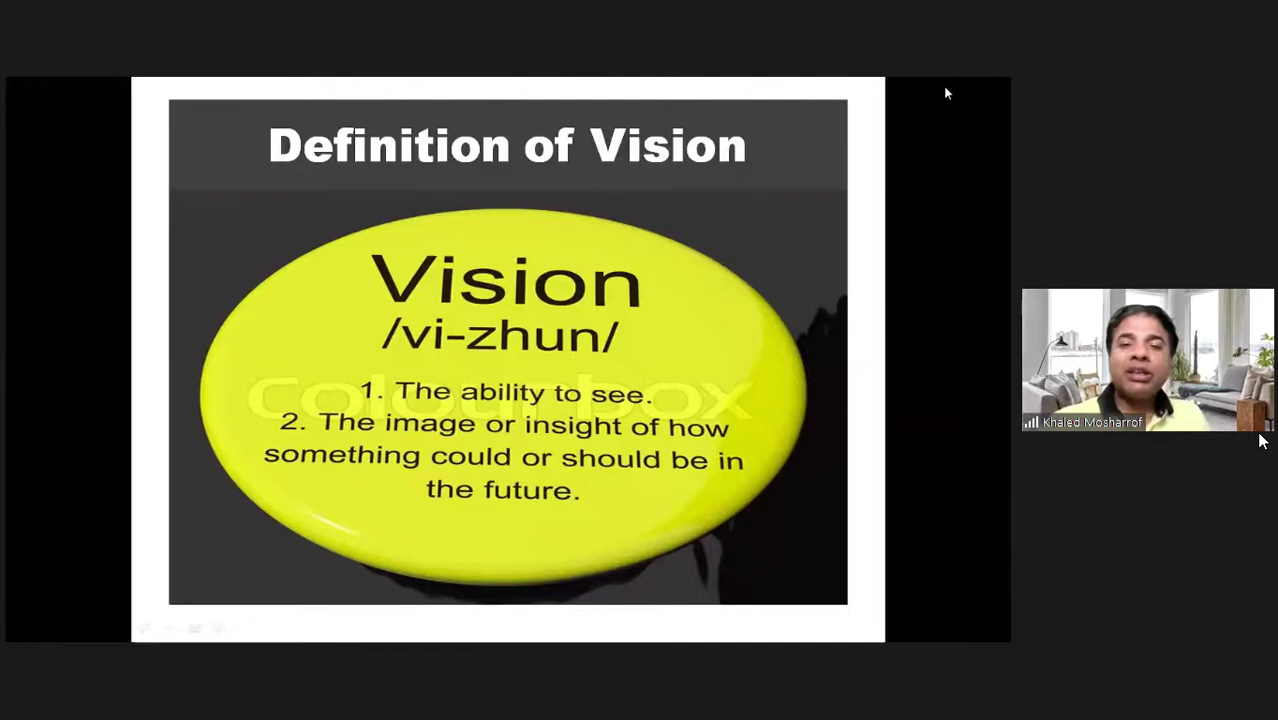 Definition of Vision
Vision
/vi-zhun/
1. The ability to see.
colourbox
2. The image or insight of how
something could or should be in
the future.
Khaled Mosharrof